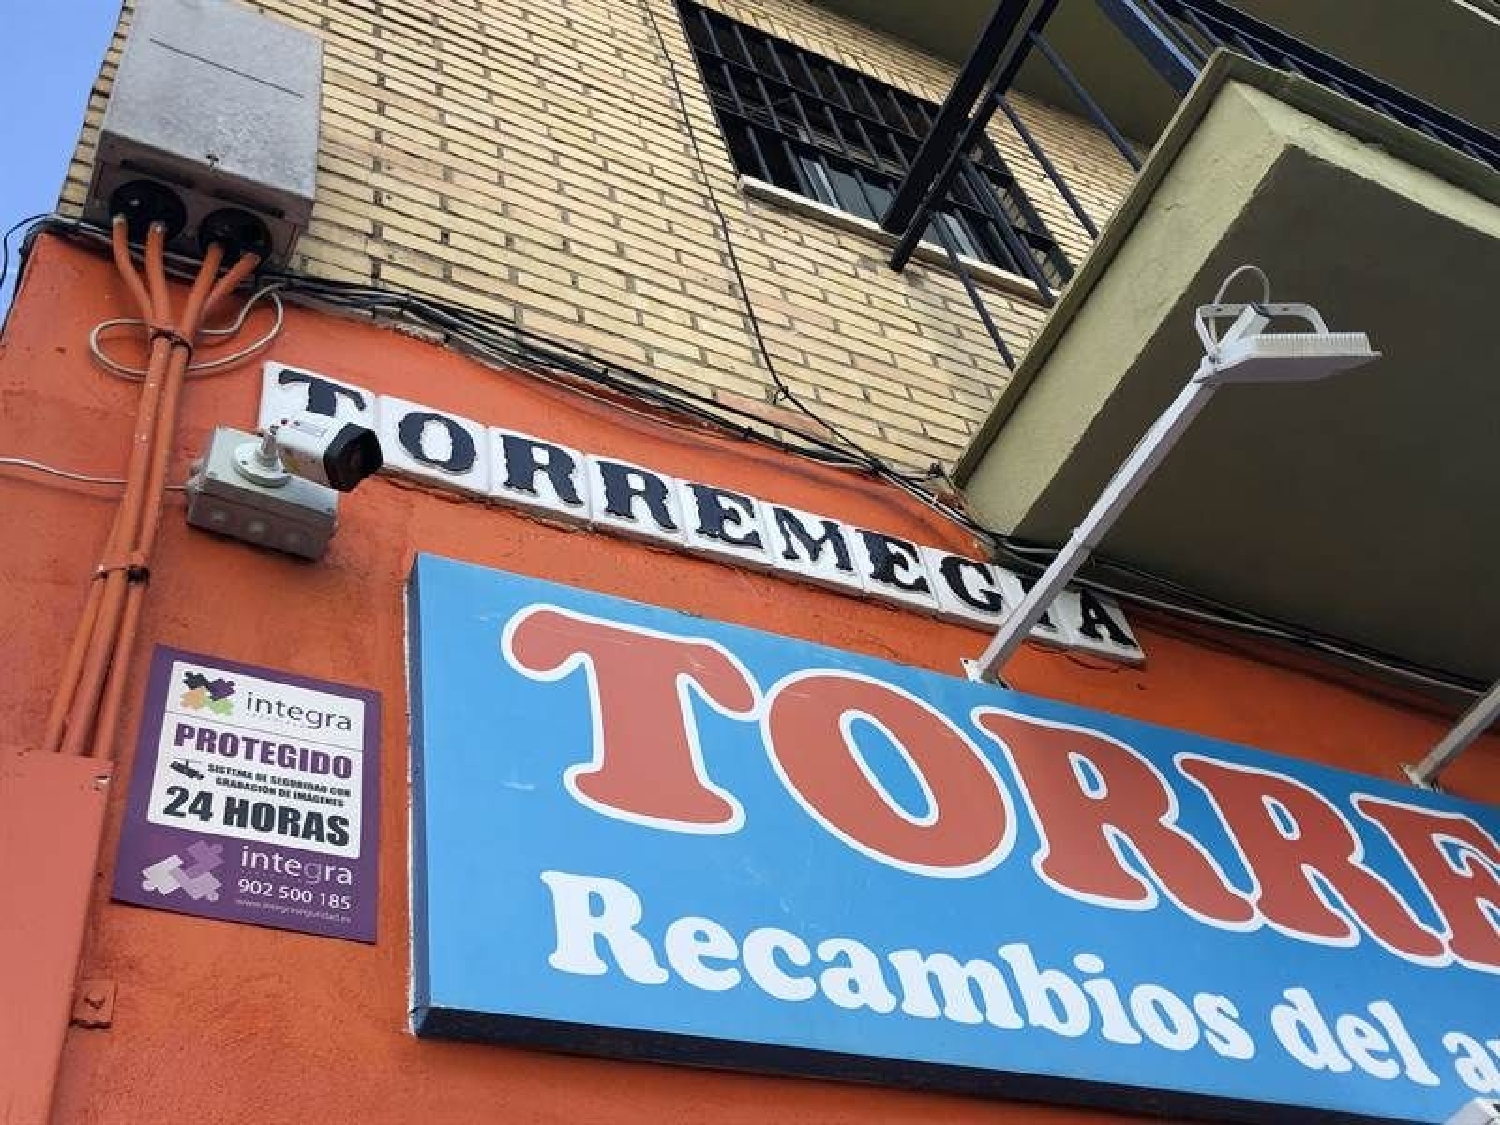 TORREMEGIA
integra
PROTEGIDO
SISTEMA DE SEGURIDAD CON
GRABACIÓN DE IMÁGENES
24 HORAS
integra
902 500 185
TORRE
Recambios del a